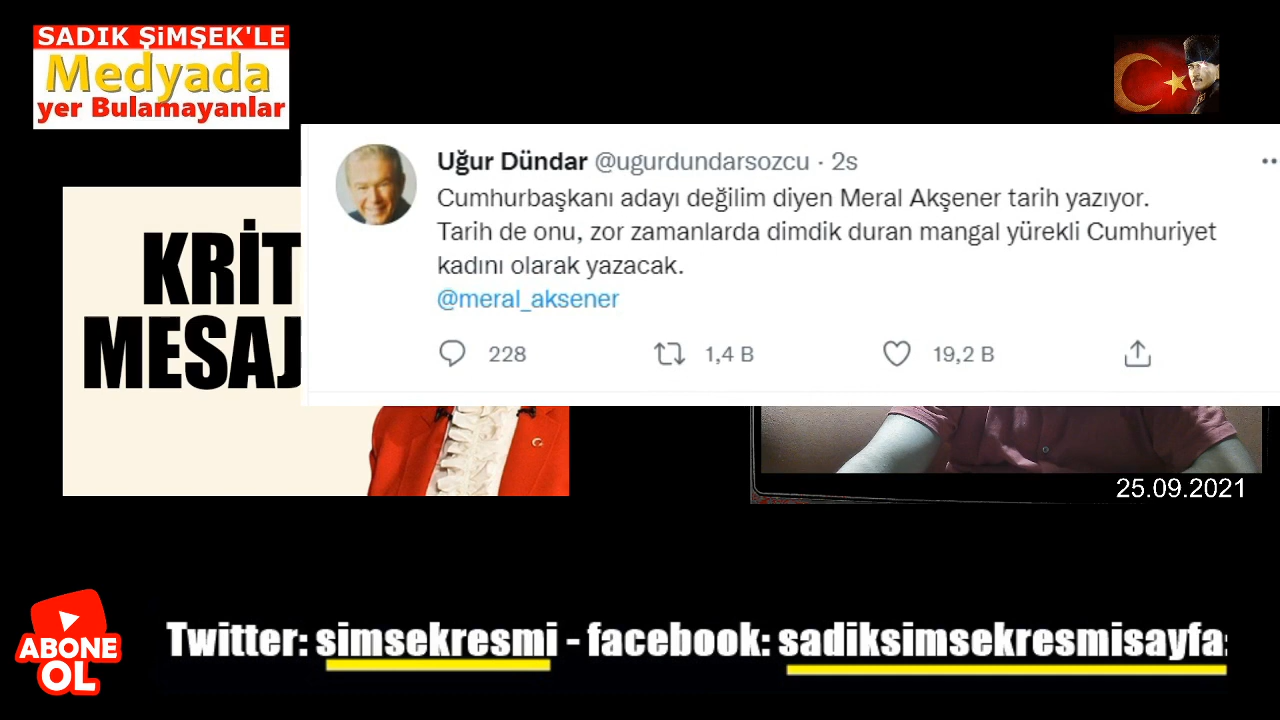 SADIK ŞiMŞEK'LE
Medyada
yer Bulamayanlar
Uğur Dündar @ugurdundarsozcu · 2s
Cumhurbaşkanı adayı değilim diyen Meral Akşener tarih yazıyor.
Tarih de onu, zor zamanlarda dimdik duran mangal yürekli Cumhuriyet
kadını olarak yazacak.
@meral_aksener
228 1,4 B 19,2 B
KRİT
MESAJ
25.09.2021
ABONE
OL
Twitter: simsekresmi - facebook: sadiksimsekresmisayfa